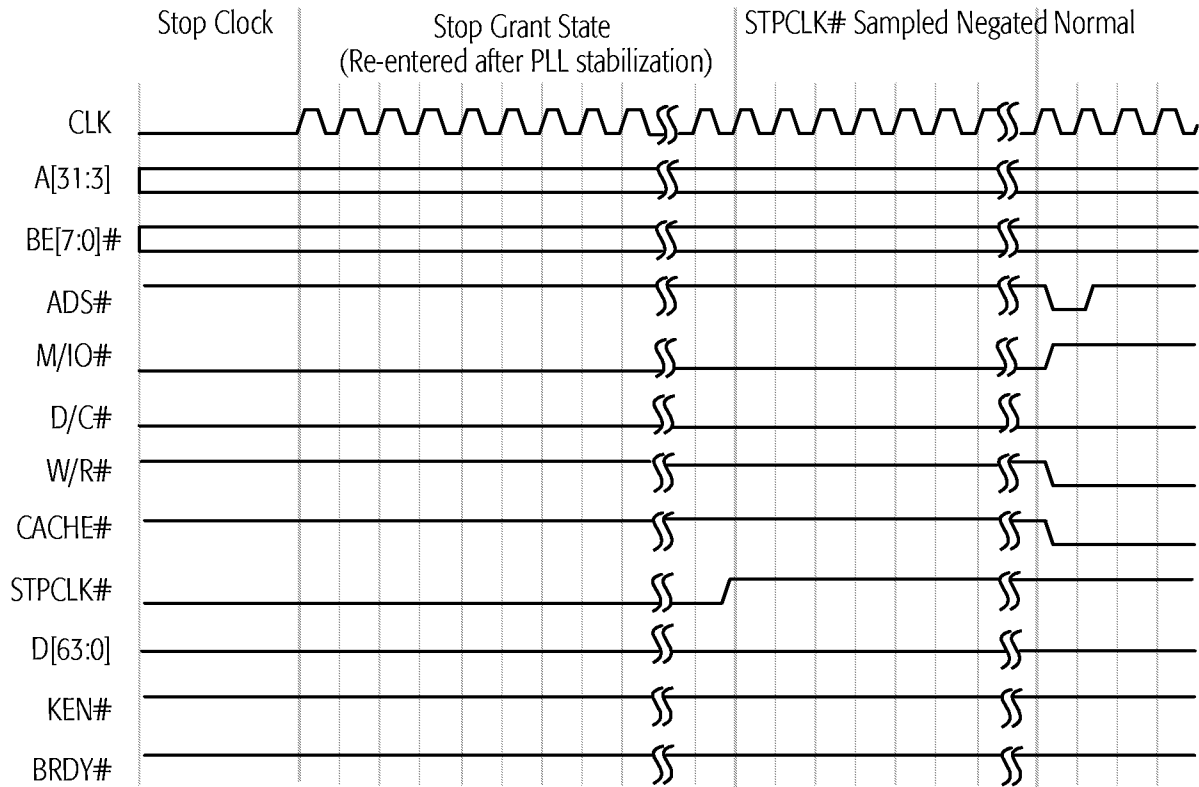 Stop Clock
Stop Grant State
(Re-entered after PLL stabilization)
STPCLK# Sampled Negated
Normal
CLK
A[31:3]
BE[7:0]#
ADS#
M/IO#
D/C#
W/R#
CACHE#
STPCLK#
D[63:0]
KEN#
BRDY#